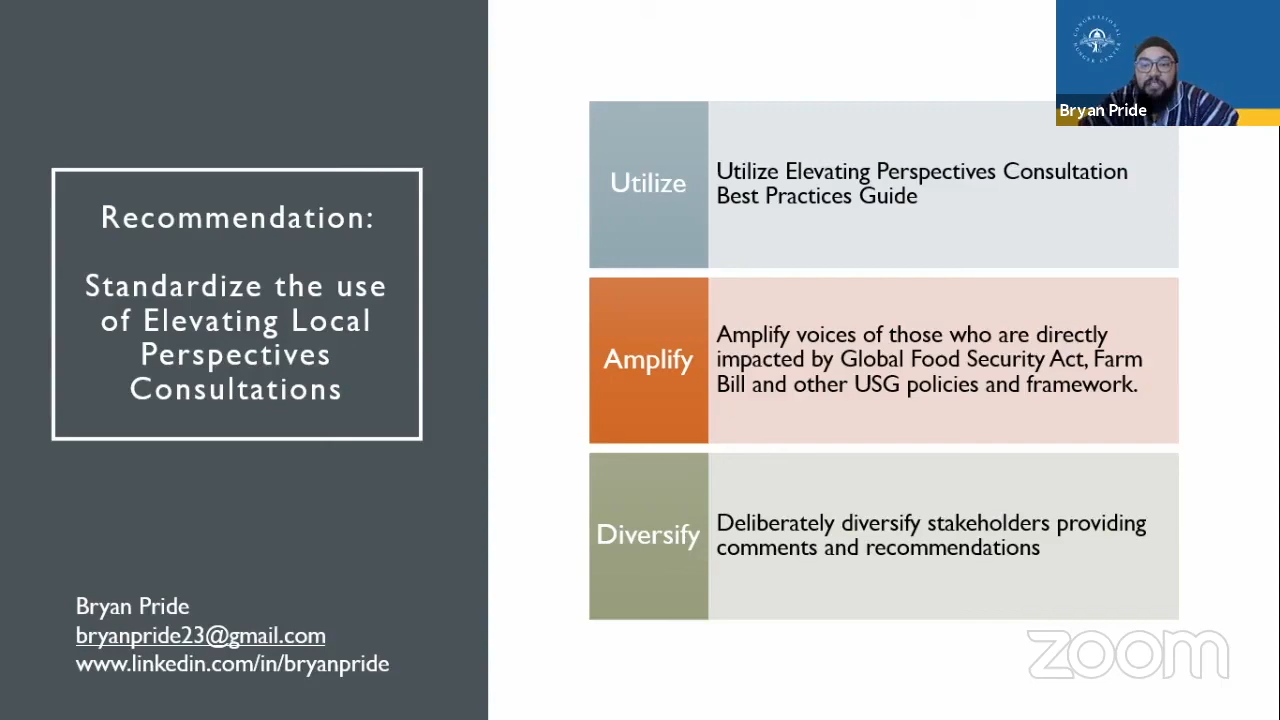 Recommendation:
Standardize the use
of Elevating Local
Perspectives
Consultations
Bryan Pride
bryanpride23@gmail.com
www.linkedin.com/in/bryanpride
Utilize
Utilize Elevating Perspectives Consultation
Best Practices Guide
Amplify
Amplify voices of those who are directly
impacted by Global Food Security Act, Farm
Bill and other USG policies and framework.
Diversify
Deliberately diversify stakeholders providing
comments and recommendations
CONGRESSIONAL
HUNGER CENTER
Bryan Pride
zoom